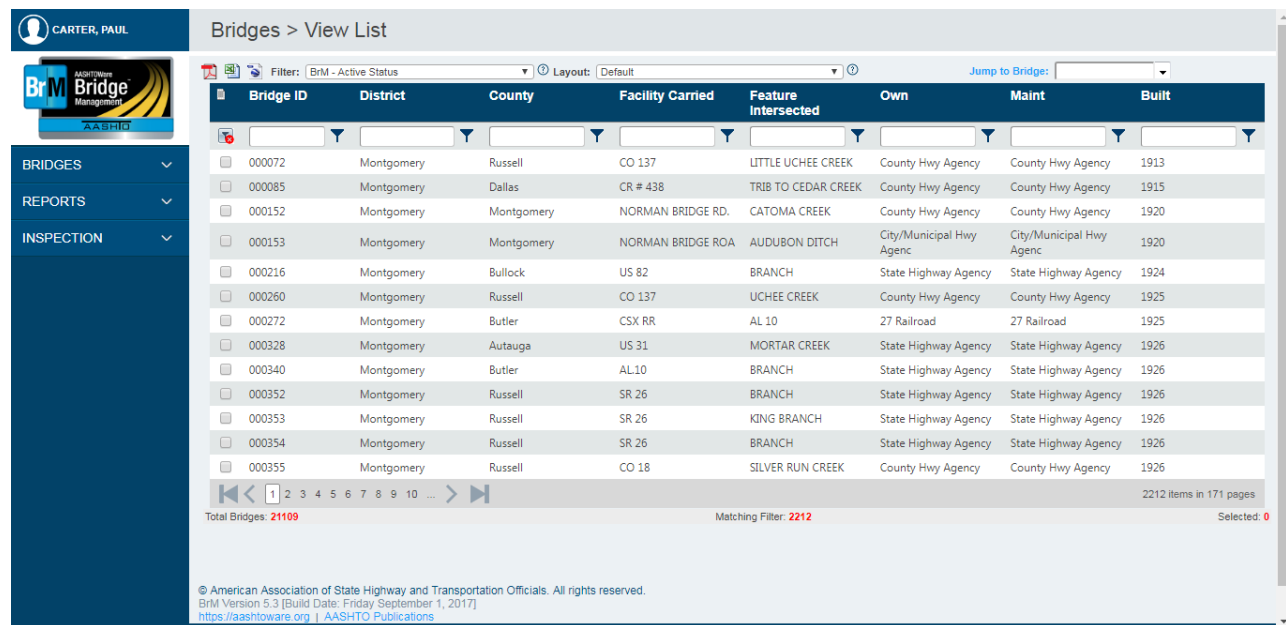 CARTER, PAUL
Bridges > View List
BrM AASHTOWare Bridge Management
AASHTO
BRIDGES
REPORTS
INSPECTION
Filter: BrM - Active Status Layout: Default Jump to Bridge:
Bridge ID District County Facility Carried Feature Intersected Own Maint Built
000072 Montgomery Russell CO 137 LITTLE UCHEE CREEK County Hwy Agency County Hwy Agency 1913
000085 Montgomery Dallas CR # 438 TRIB TO CEDAR CREEK County Hwy Agency County Hwy Agency 1915
000152 Montgomery Montgomery NORMAN BRIDGE RD. CATOMA CREEK County Hwy Agency County Hwy Agency 1920
000153 Montgomery Montgomery NORMAN BRIDGE ROA AUDUBON DITCH City/Municipal Hwy Agenc City/Municipal Hwy Agenc 1920
000216 Montgomery Bullock US 82 BRANCH State Highway Agency State Highway Agency 1924
000260 Montgomery Russell CO 137 UCHEE CREEK County Hwy Agency County Hwy Agency 1925
000272 Montgomery Butler CSX RR AL 10 27 Railroad 27 Railroad 1925
000328 Montgomery Autauga US 31 MORTAR CREEK State Highway Agency State Highway Agency 1926
000340 Montgomery Butler AL.10 BRANCH State Highway Agency State Highway Agency 1926
000352 Montgomery Russell SR 26 BRANCH State Highway Agency State Highway Agency 1926
000353 Montgomery Russell SR 26 KING BRANCH State Highway Agency State Highway Agency 1926
000354 Montgomery Russell SR 26 BRANCH State Highway Agency State Highway Agency 1926
000355 Montgomery Russell CO 18 SILVER RUN CREEK County Hwy Agency County Hwy Agency 1926
1 2 3 4 5 6 7 8 9 10 ... 2212 items in 171 pages
Total Bridges: 21109 Matching Filter: 2212 Selected: 0
© American Association of State Highway and Transportation Officials. All rights reserved.
BrM Version 5.3 [Build Date: Friday September 1, 2017]
https://aashtoware.org | AASHTO Publications